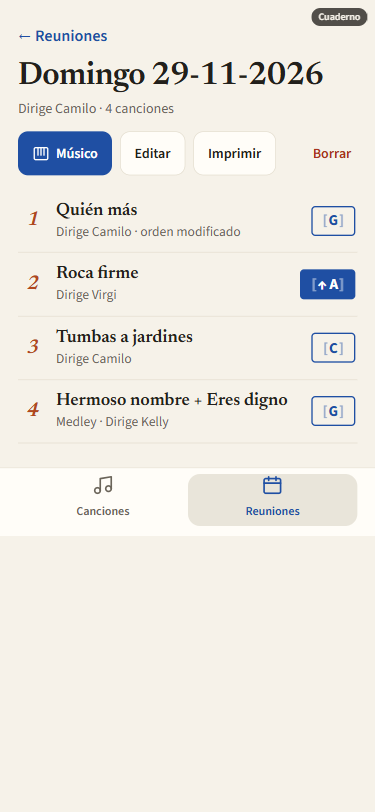 Cuaderno
← Reuniones
Domingo 29-11-2026
Dirige Camilo · 4 canciones
Músico
Editar
Imprimir
Borrar
1 Quién más [G]
Dirige Camilo · orden modificado
2 Roca firme [↑A]
Dirige Virgi
3 Tumbas a jardines [C]
Dirige Camilo
4 Hermoso nombre + Eres digno [G]
Medley · Dirige Kelly
Canciones
Reuniones